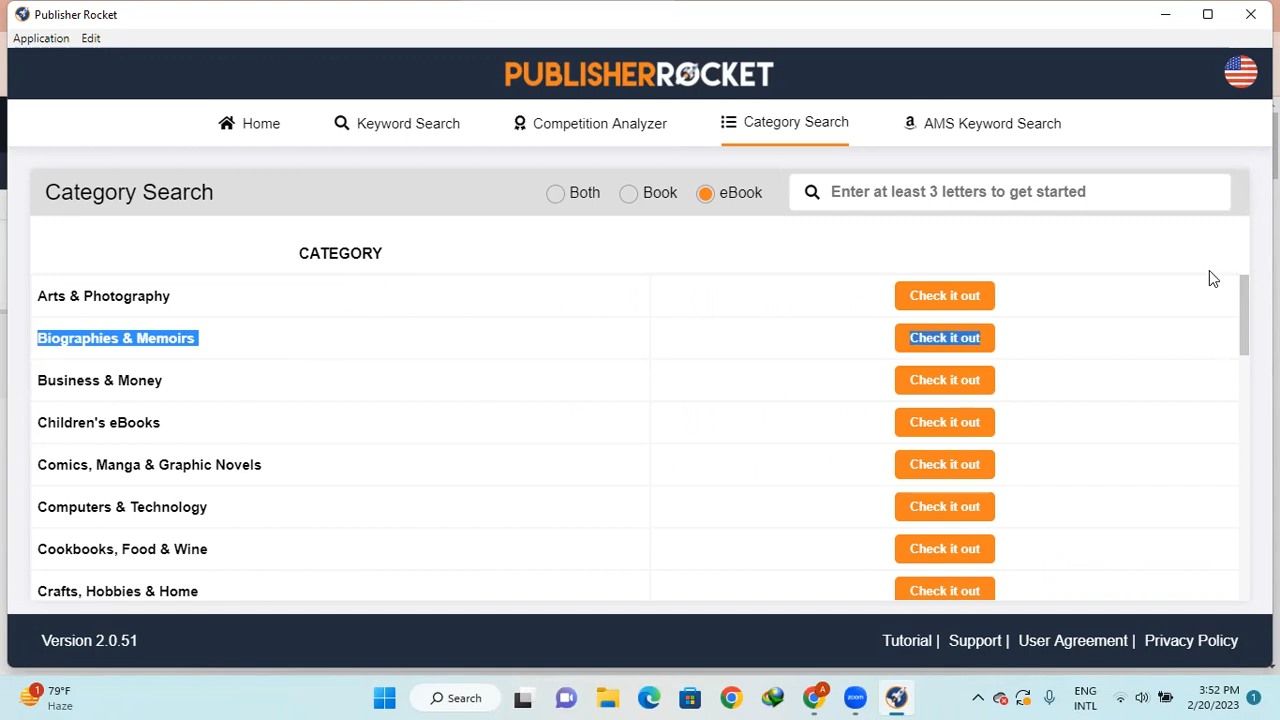 Publisher Rocket
Application Edit
PUBLISHERROCKET
Home Keyword Search Competition Analyzer Category Search AMS Keyword Search
Category Search Both Book eBook Enter at least 3 letters to get started
CATEGORY
Arts & Photography Check it out
Biographies & Memoirs Check it out
Business & Money Check it out
Children's eBooks Check it out
Comics, Manga & Graphic Novels Check it out
Computers & Technology Check it out
Cookbooks, Food & Wine Check it out
Crafts, Hobbies & Home Check it out
Version 2.0.51 Tutorial | Support | User Agreement | Privacy Policy
1 79°F
Haze
Search
A
zoom
ENG
INTL
3:52 PM
2/20/2023
1